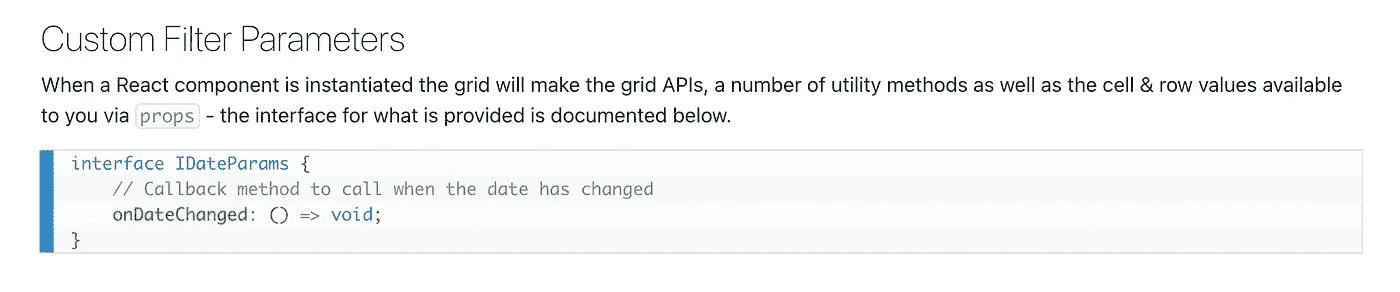 Custom Filter Parameters
When a React component is instantiated the grid will make the grid APIs, a number of utility methods as well as the cell & row values available
to you via props - the interface for what is provided is documented below.
interface IDateParams {
    // Callback method to call when the date has changed
    onDateChanged: () => void;
}